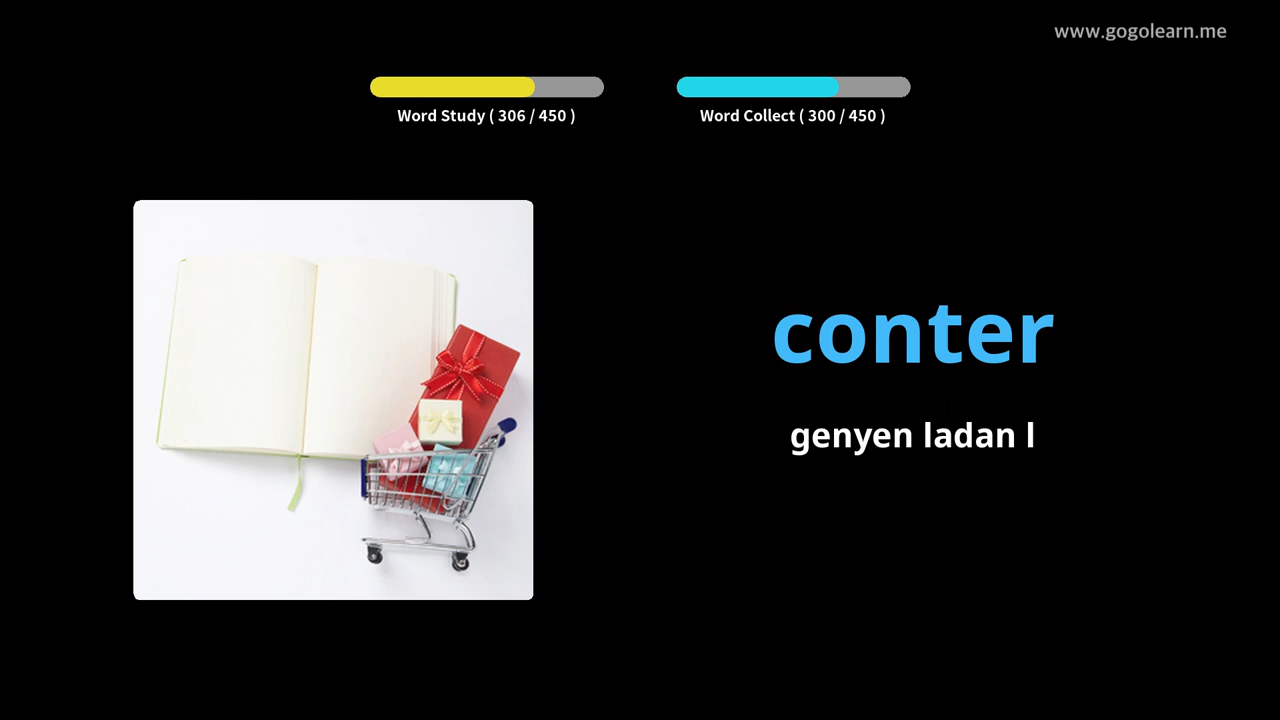 www.gogolearn.me
Word Study ( 306 / 450 )
Word Collect ( 300 / 450 )
conter
genyen ladan l